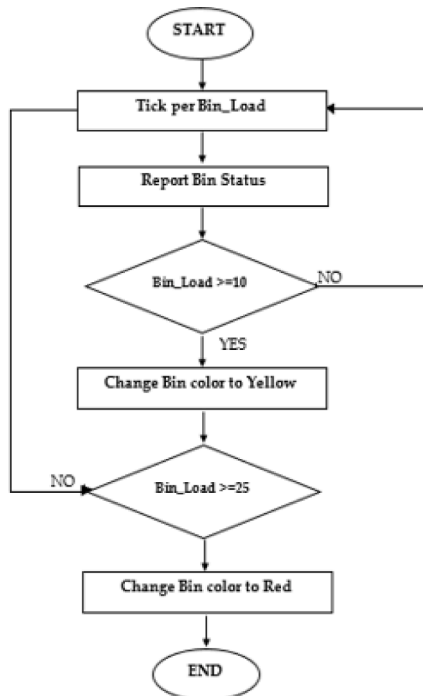 START
Tick per Bin_Load
Report Bin Status
Bin_Load >=10
NO
YES
Change Bin color to Yellow
NO
Bin_Load >=25
Change Bin color to Red
END